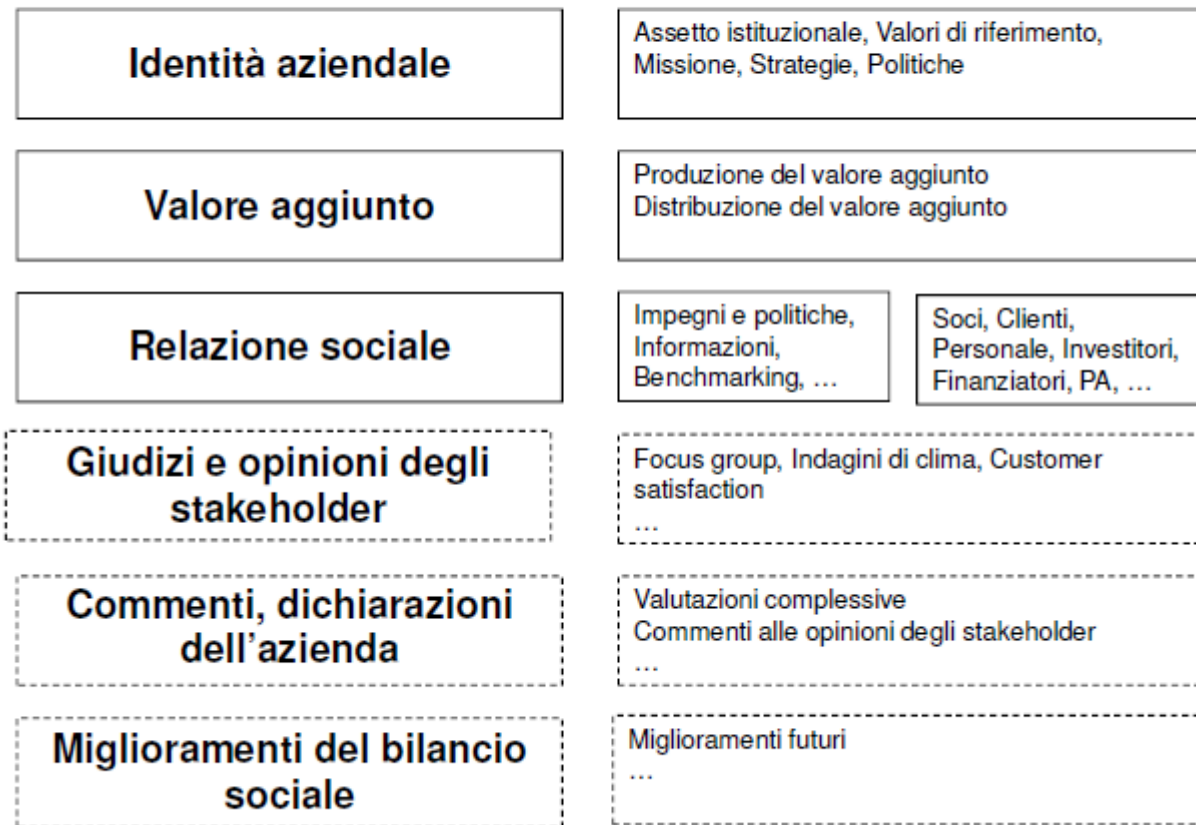 Identità aziendale
Assetto istituzionale, Valori di riferimento,
Missione, Strategie, Politiche
Valore aggiunto
Produzione del valore aggiunto
Distribuzione del valore aggiunto
Relazione sociale
Impegni e politiche,
Informazioni,
Benchmarking, …
Soci, Clienti,
Personale, Investitori,
Finanziatori, PA, …
Giudizi e opinioni degli
stakeholder
Focus group, Indagini di clima, Customer
satisfaction
…
Commenti, dichiarazioni
dell’azienda
Valutazioni complessive
Commenti alle opinioni degli stakeholder
…
Miglioramenti del bilancio
sociale
Miglioramenti futuri
…